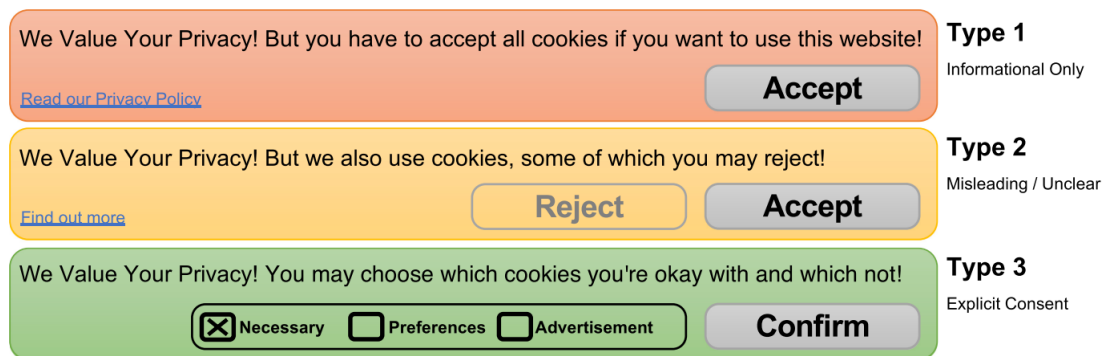 We Value Your Privacy! But you have to accept all cookies if you want to use this website!
Read our Privacy Policy
Accept
Type 1
Informational Only
We Value Your Privacy! But we also use cookies, some of which you may reject!
Find out more
Reject
Accept
Type 2
Misleading / Unclear
We Value Your Privacy! You may choose which cookies you're okay with and which not!
Necessary
Preferences
Advertisement
Confirm
Type 3
Explicit Consent